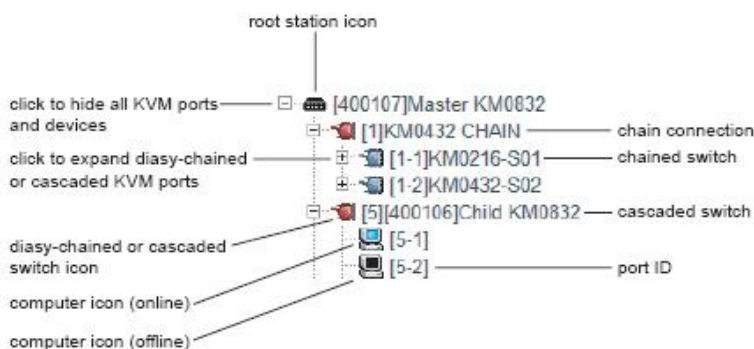 root station icon
click to hide all KVM ports
and devices
[400107]Master KM0832
[1]KM0432 CHAIN
chain connection
click to expand diasy-chained
or cascaded KVM ports
[1-1]KM0216-S01
chained switch
[1-2]KM0432-S02
[5][400106]Child KM0832
cascaded switch
diasy-chained or cascaded
switch icon
[5-1]
[5-2]
port ID
computer icon (online)
computer icon (offline)